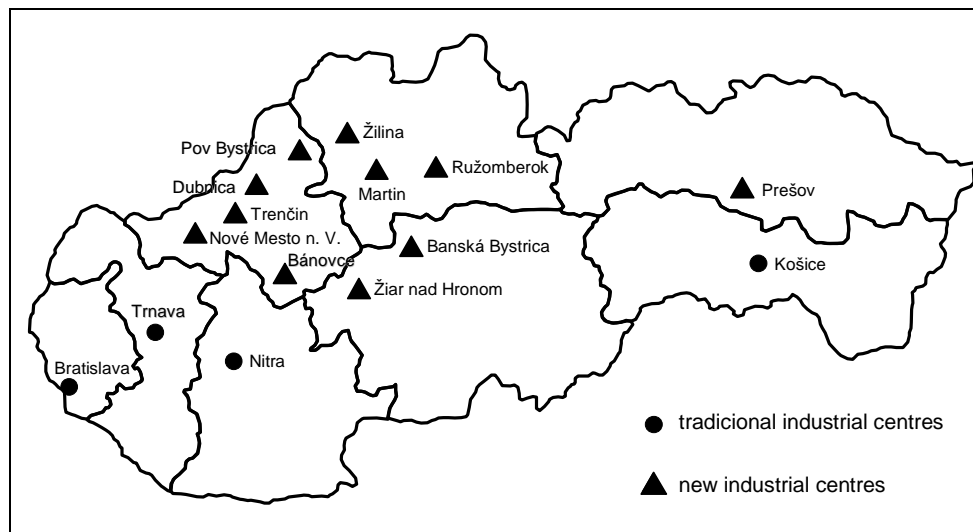 Žilina
Pov Bystrica
Ružomberok
Dubnica
Martin
Prešov
Trenčin
Nové Mesto n. V.
Banská Bystrica
Bánovce
Košice
Žiar nad Hronom
Trnava
Nitra
Bratislava
tradicional industrial centres
new industrial centres